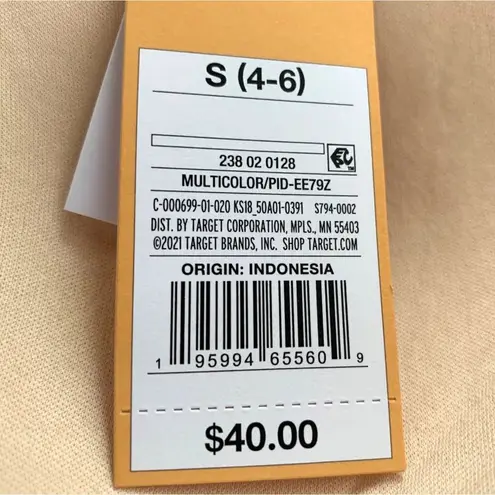 S (4-6)
238 02 0128
MULTICOLOR/PID-EE79Z
C-000699-01-020 KS18_50A01-0391 S794-0002
DIST. BY TARGET CORPORATION, MPLS., MN 55403
©2021 TARGET BRANDS, INC. SHOP TARGET.COM
ORIGIN: INDONESIA
1 95994 65560 9
$40.00